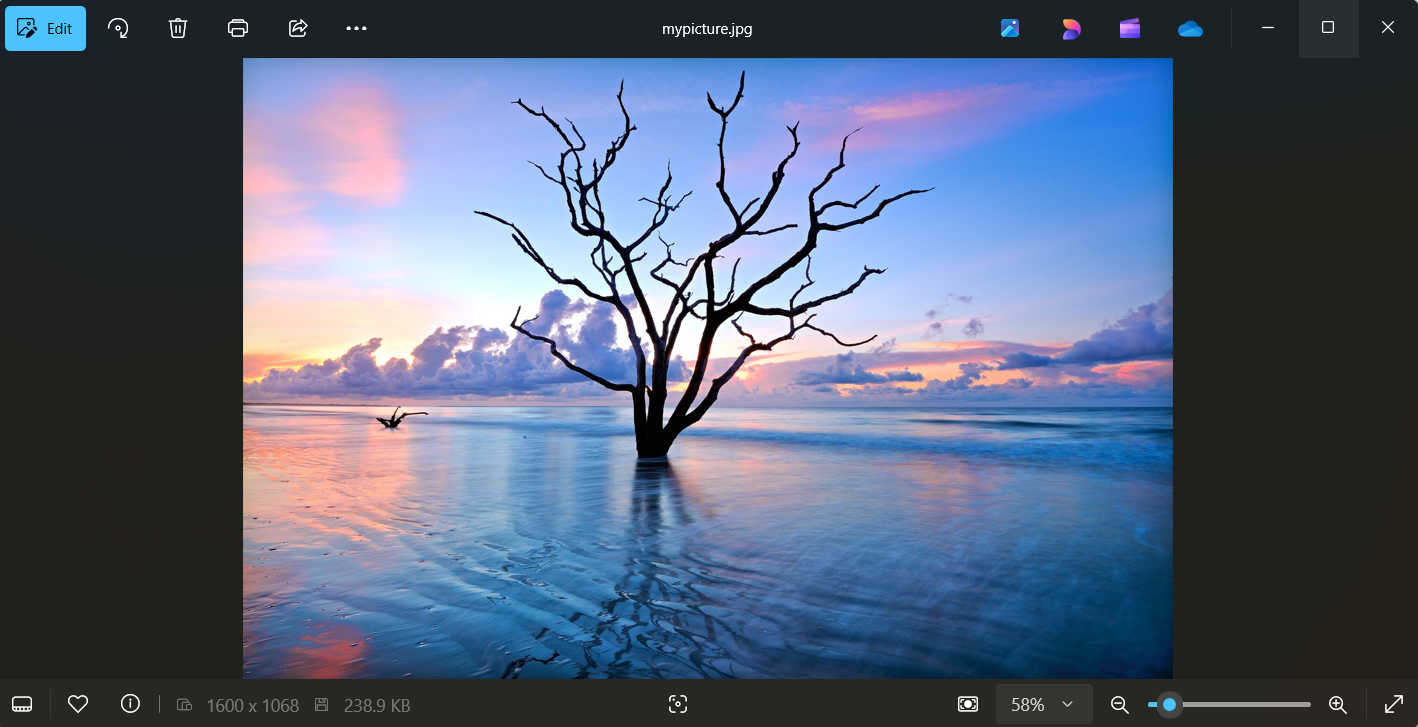 Edit
mypicture.jpg
1600 x 1068
238.9 KB
58%